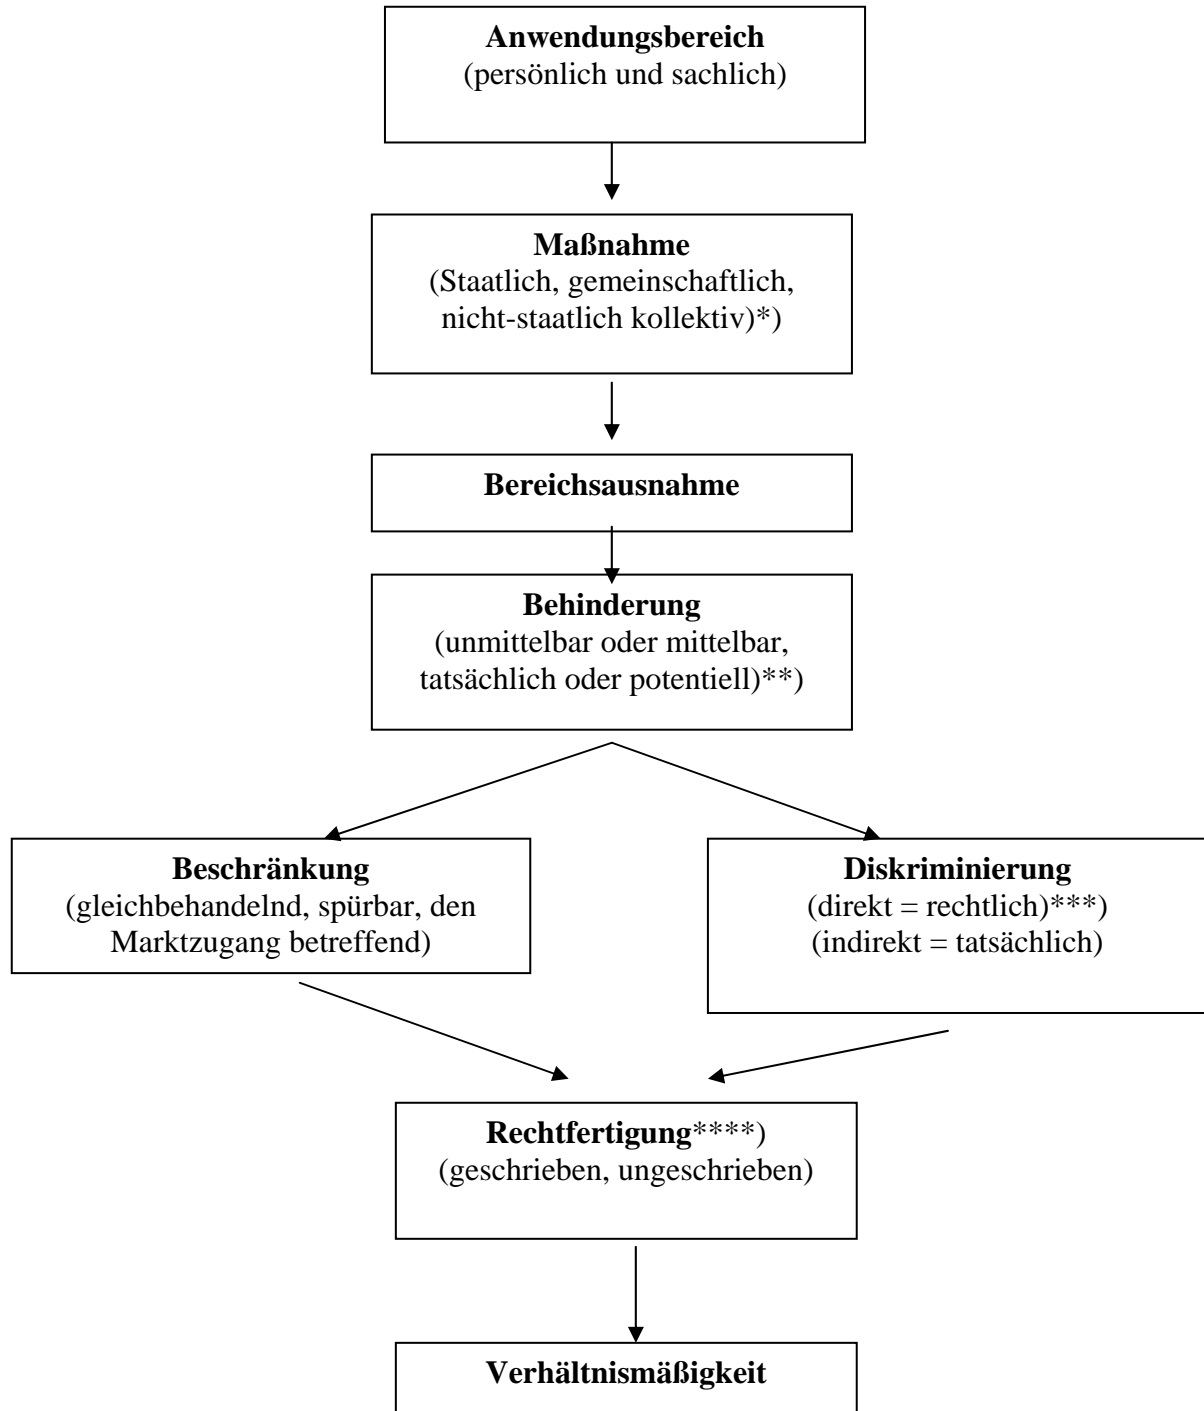 Anwendungsbereich
(persönlich und sachlich)
Maßnahme
(Staatlich, gemeinschaftlich,
nicht-staatlich kollektiv)*)
Bereichsausnahme
Behinderung
(unmittelbar oder mittelbar,
tatsächlich oder potentiell)**)
Beschränkung
(gleichbehandelnd, spürbar, den
Marktzugang betreffend)
Diskriminierung
(direkt = rechtlich)***)
(indirekt = tatsächlich)
Rechtfertigung****)
(geschrieben, ungeschrieben)
Verhältnismäßigkeit